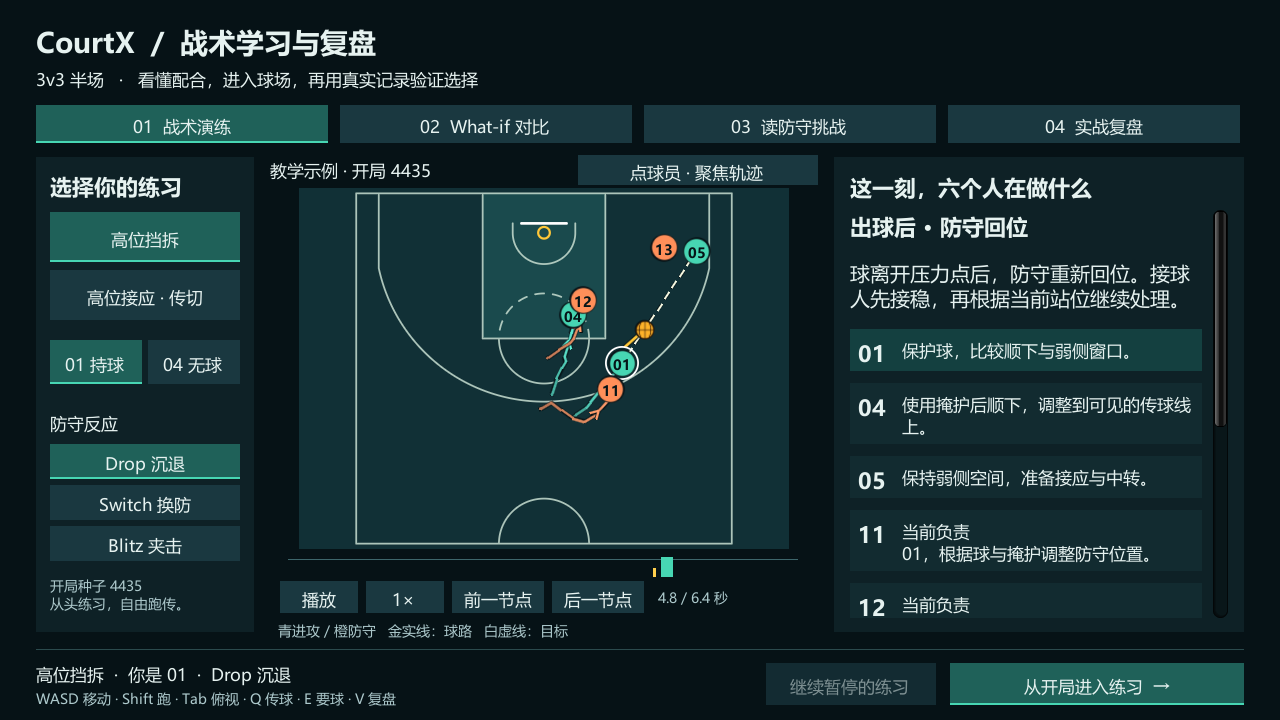 CourtX / 战术学习与复盘
3v3 半场 · 看懂配合，进入球场，再用真实记录验证选择
01 战术演练
02 What-if 对比
03 读防守挑战
04 实战复盘
选择你的练习
高位挡拆
高位接应 · 传切
01 持球
04 无球
防守反应
Drop 沉退
Switch 换防
Blitz 夹击
开局种子 4435
从头练习，自由跑传。
教学示例 · 开局 4435
点球员 · 聚焦轨迹
13
05
12
04
01
11
播放
1×
前一节点
后一节点
4.8 / 6.4 秒
青进攻 / 橙防守 金实线：球路 白虚线：目标
这一刻，六个人在做什么
出球后 · 防守回位
球离开压力点后，防守重新回位。接球
人先接稳，再根据当前站位继续处理。
01 保护球，比较顺下与弱侧窗口。
04 使用掩护后顺下，调整到可见的传球线
上。
05 保持弱侧空间，准备接应与中转。
11 当前负责
01，根据球与掩护调整防守位置。
12 当前负责
高位挡拆 · 你是 01 · Drop 沉退
WASD 移动 · Shift 跑 · Tab 俯视 · Q 传球 · E 要球 · V 复盘
继续暂停的练习
从开局进入练习 →